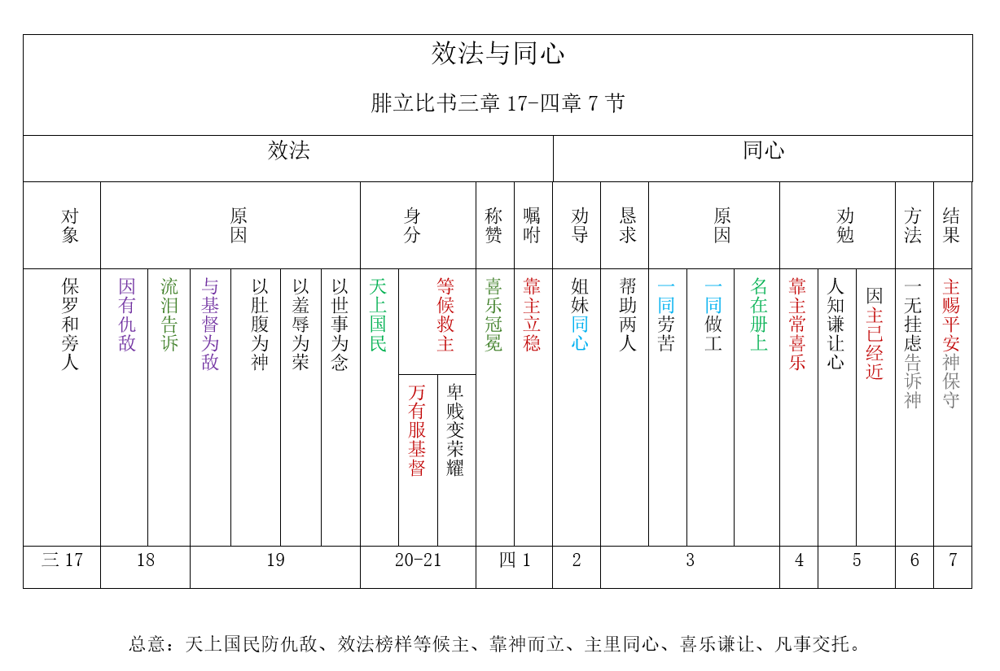 效法与同心
腓立比书三章 17-四章 7 节
效法
同心
对象
原因
身分
称赞
嘱咐
劝导
恳求
原因
劝勉
方法
结果
保罗和旁人
因有仇敌
流泪告诉
与基督为敌
以肚腹为神
以羞辱为荣
以世事为念
天上国民
等候救主
万有服基督
卑贱变荣耀
喜乐冠冕
靠主立稳
姐妹同心
帮助两人
一同劳苦
一同做工
名在册上
靠主常喜乐
人知谦让心
因主已经近
一无挂虑告诉神
主赐平安神保守
三 17
18
19
20-21
四 1
2
3
4
5
6
7
总意：天上国民防仇敌、效法榜样等候主、靠神而立、主里同心、喜乐谦让、凡事交托。